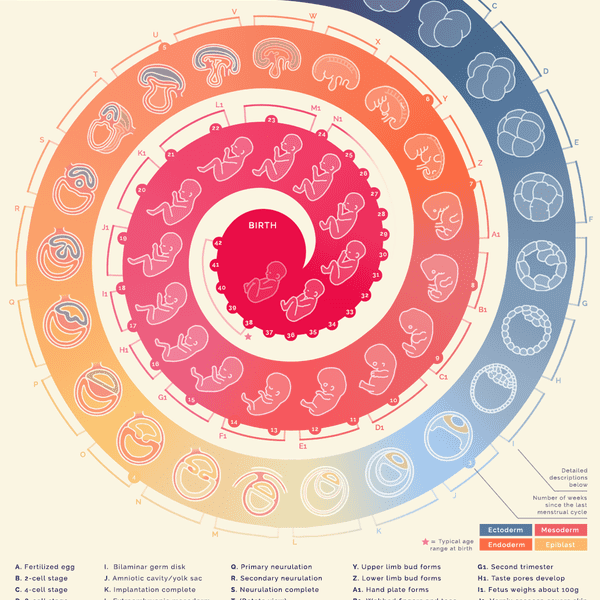 C
D
E
F
G
H
I
J
K
L
M
N
O
P
Q
R
S
T
U
V
W
X
Y
Z
A1
B1
C1
D1
E1
F1
G1
H1
I1
J1
K1
L1
M1
N1
BIRTH
6
7
8
9
10
11
12
13
14
15
16
17
18
19
20
21
22
23
24
25
26
27
28
29
30
31
32
33
34
35
36
37
38
39
40
41
42
Detailed
descriptions
below
Number of weeks
since the last
menstrual cycle
★ = Typical age
range at birth
Ectoderm
Mesoderm
Endoderm
Epiblast
A. Fertilized egg
B. 2-cell stage
C. 4-cell stage
I. Bilaminar germ disk
J. Amniotic cavity/yolk sac
K. Implantation complete
Q. Primary neurulation
R. Secondary neurulation
S. Neurulation complete
Y. Upper limb bud forms
Z. Lower limb bud forms
A1. Hand plate forms
G1. Second trimester
H1. Taste pores develop
I1. Fetus weighs about 100g